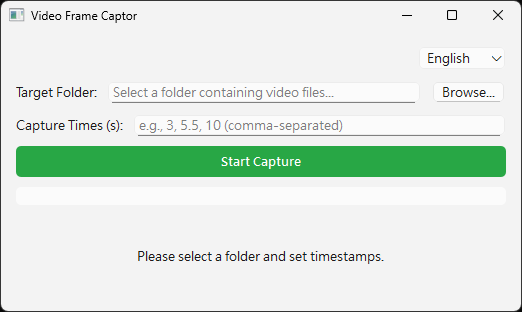 Video Frame Captor
English
Target Folder: Select a folder containing video files... Browse...
Capture Times (s): e.g., 3, 5.5, 10 (comma-separated)
Start Capture
Please select a folder and set timestamps.